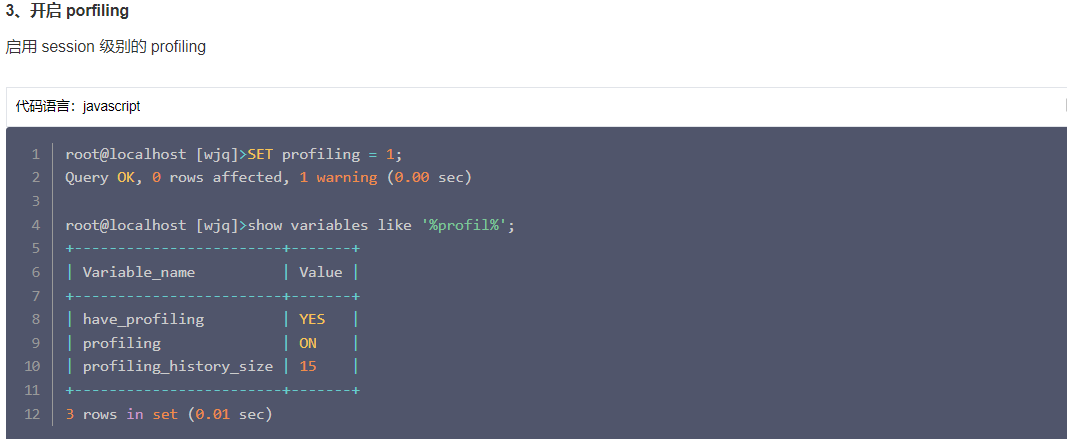 3、开启 porfiling
启用 session 级别的 profiling
代码语言：javascript
1 root@localhost [wjq]>SET profiling = 1;
2 Query OK, 0 rows affected, 1 warning (0.00 sec)
3
4 root@localhost [wjq]>show variables like '%profil%';
5 +------------------------+-------+
6 | Variable_name          | Value |
7 +------------------------+-------+
8 | have_profiling         | YES   |
9 | profiling              | ON    |
10 | profiling_history_size | 15    |
11 +------------------------+-------+
12 3 rows in set (0.01 sec)